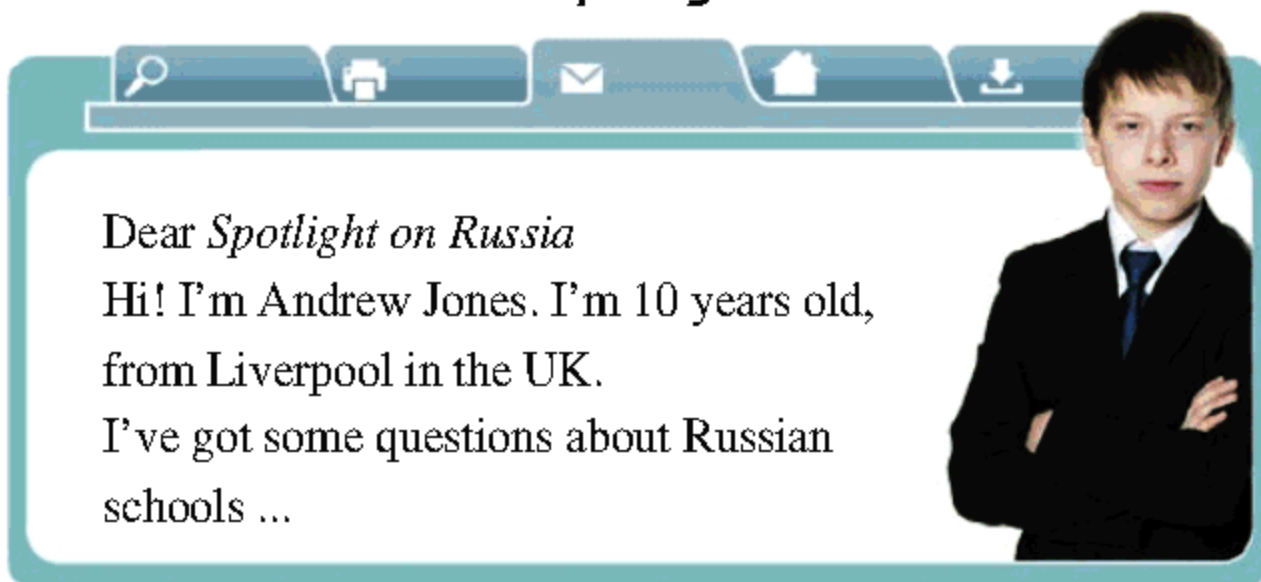 Dear Spotlight on Russia
Hi! I'm Andrew Jones. I'm 10 years old,
from Liverpool in the UK.
I've got some questions about Russian
schools ...